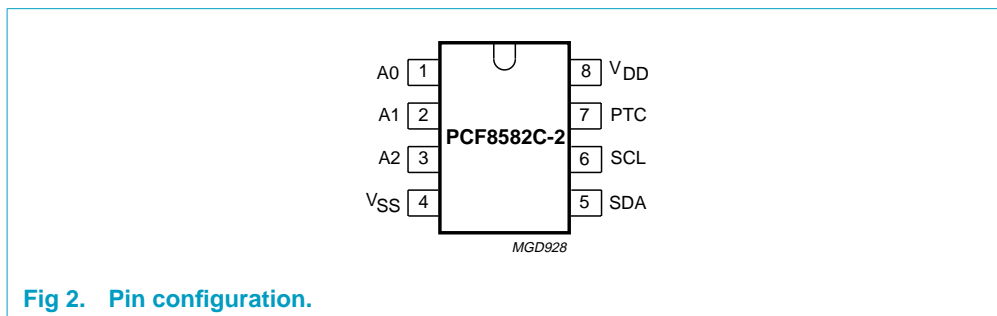 A0 1 8 VDD
A1 2 7 PTC
PCF8582C-2
A2 3 6 SCL
VSS 4 5 SDA
MGD928
Fig 2. Pin configuration.